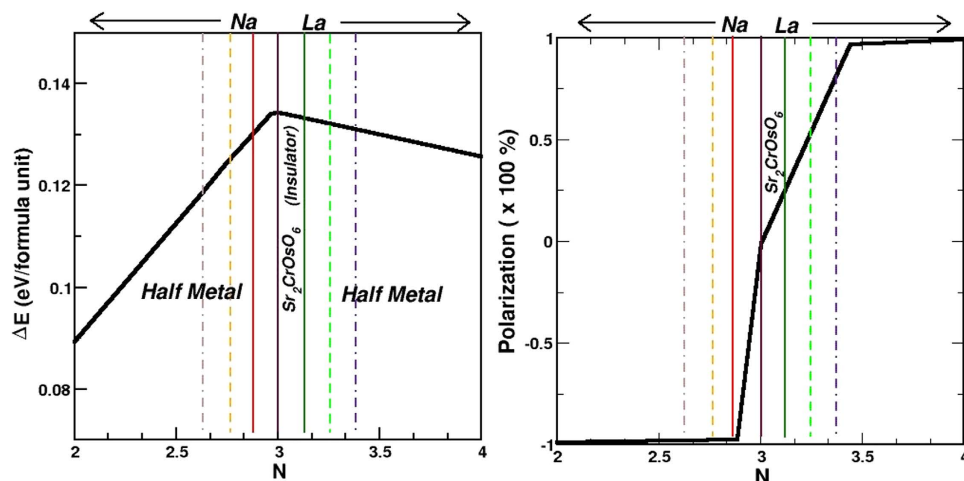 Na La
0.14
0.12
0.1
0.08
ΔE (eV/formula unit)
Half Metal
Sr2CrOsO6 (Insulator)
Half Metal
2 2.5 3 3.5 4
N
Na La
1
0.5
0
-0.5
-1
Polarization ( x 100 %)
Sr2CrOsO6
2 2.5 3 3.5 4
N